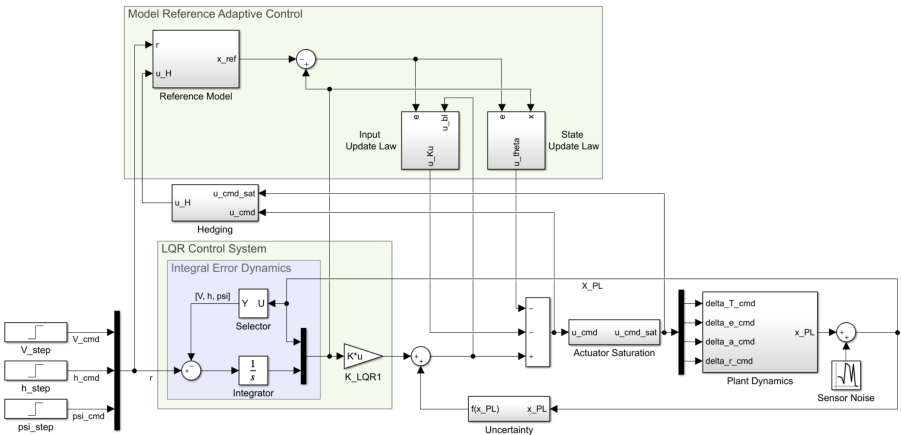 Model Reference Adaptive Control
r
x_ref
u_H
Reference Model
−
+
e
u_bl
u_Ku
Input
Update Law
e
x
u_theta
State
Update Law
u_cmd_sat
u_H
u_cmd
Hedging
LQR Control System
Integral Error Dynamics
[V, h, psi]
Y U
Selector
X_PL
−
−
+
u_cmd u_cmd_sat
Actuator Saturation
delta_T_cmd
delta_e_cmd
delta_a_cmd
delta_r_cmd
x_PL
Plant Dynamics
+
+
Sensor Noise
V_step
V_cmd
h_step
h_cmd
psi_step
psi_cmd
r
+
−
1
s
Integrator
K*u
K_LQR1
+
+
f(x_PL) x_PL
Uncertainty